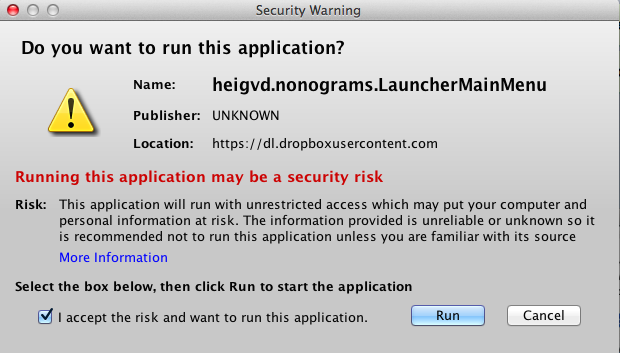 Security Warning
Do you want to run this application?
Name: heigvd.nonograms.LauncherMainMenu
Publisher: UNKNOWN
Location: https://dl.dropboxusercontent.com
Running this application may be a security risk
Risk: This application will run with unrestricted access which may put your computer and
personal information at risk. The information provided is unreliable or unknown so it
is recommended not to run this application unless you are familiar with its source
More Information
Select the box below, then click Run to start the application
I accept the risk and want to run this application. Run Cancel